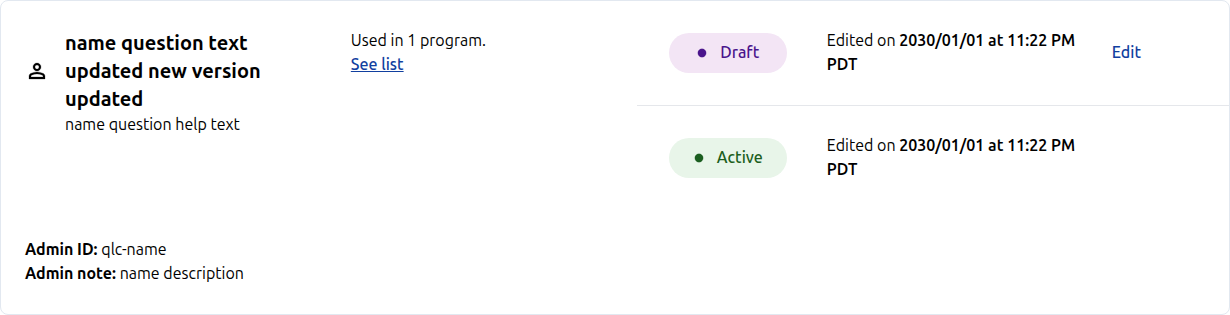 name question text
updated new version
updated
name question help text
Used in 1 program.
See list
Draft
Edited on 2030/01/01 at 11:22 PM
PDT
Edit
Active
Edited on 2030/01/01 at 11:22 PM
PDT
Admin ID: qlc-name
Admin note: name description